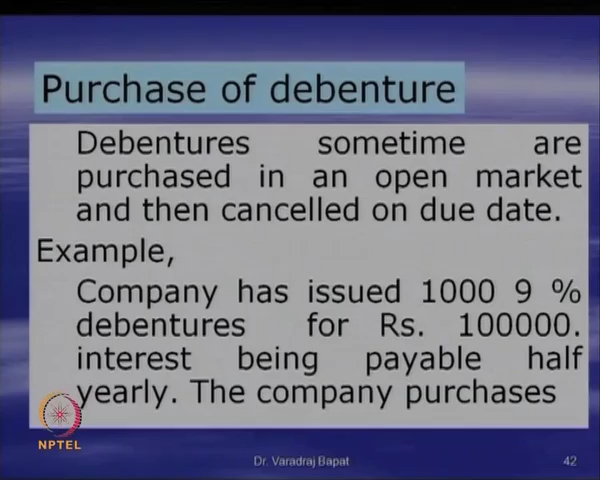 Purchase of debenture
Debentures sometime are
purchased in an open market
and then cancelled on due date.
Example,
Company has issued 1000 9 %
debentures for Rs. 100000.
interest being payable half
yearly. The company purchases
NPTEL
Dr. Varadraj Bapat
42